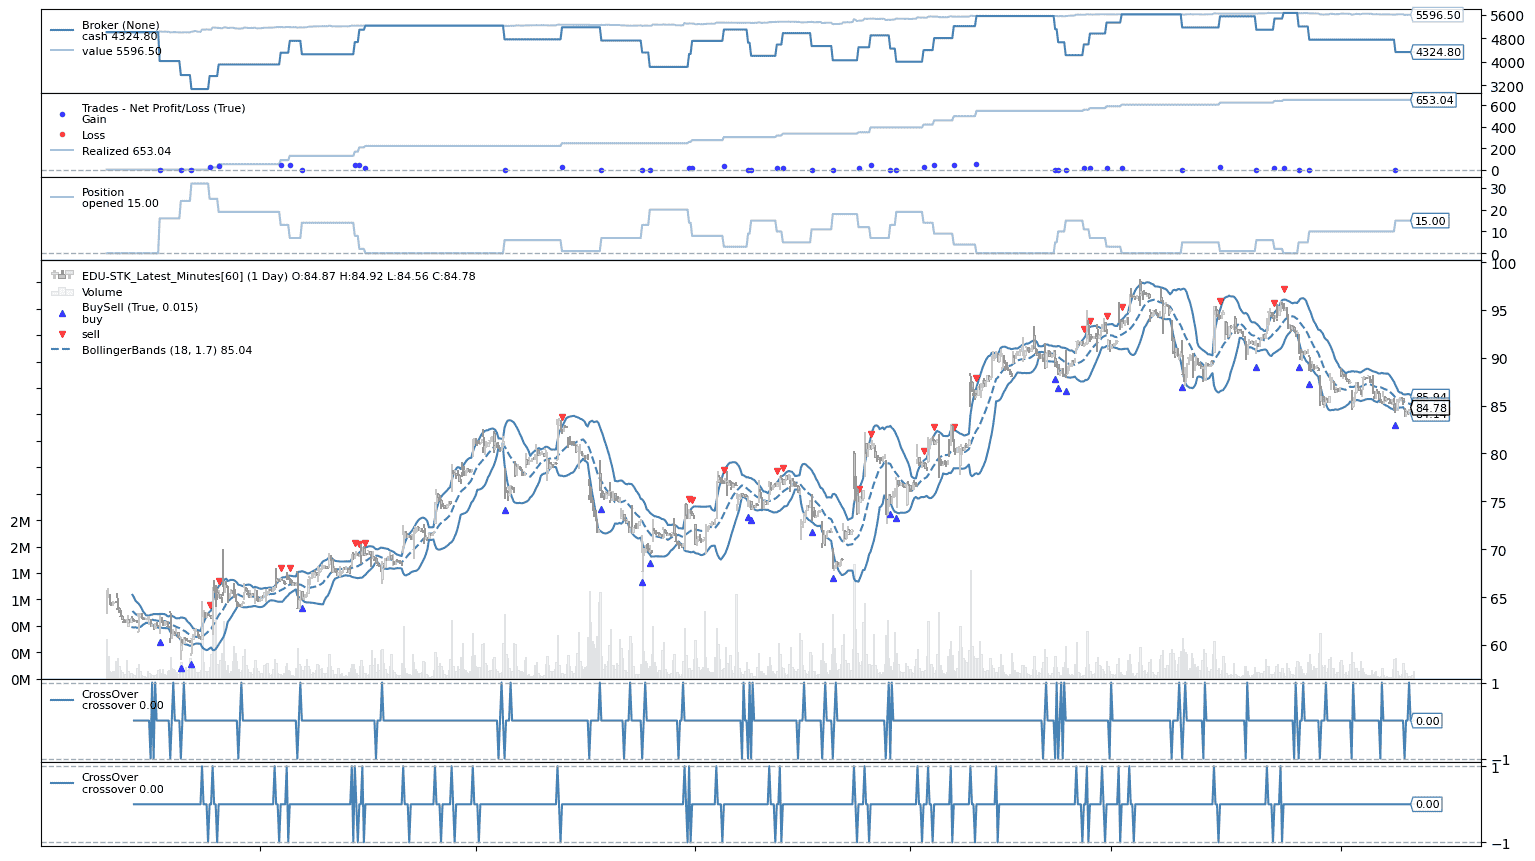 Broker (None)
cash 4324.80
value 5596.50
5600
4800
4000
3200
5596.50
4324.80
Trades - Net Profit/Loss (True)
Gain
Loss
Realized 653.04
653.04
600
400
200
0
Position
opened 15.00
30
20
10
0
15.00
EDU-STK_Latest_Minutes[60] (1 Day) O:84.87 H:84.92 L:84.56 C:84.78
Volume
BuySell (True, 0.015)
buy
sell
BollingerBands (18, 1.7) 85.04
100
95
90
85
80
75
70
65
60
84.78
2M
2M
1M
1M
0M
0M
0M
CrossOver
crossover 0.00
1
0.00
−1
CrossOver
crossover 0.00
1
0.00
−1